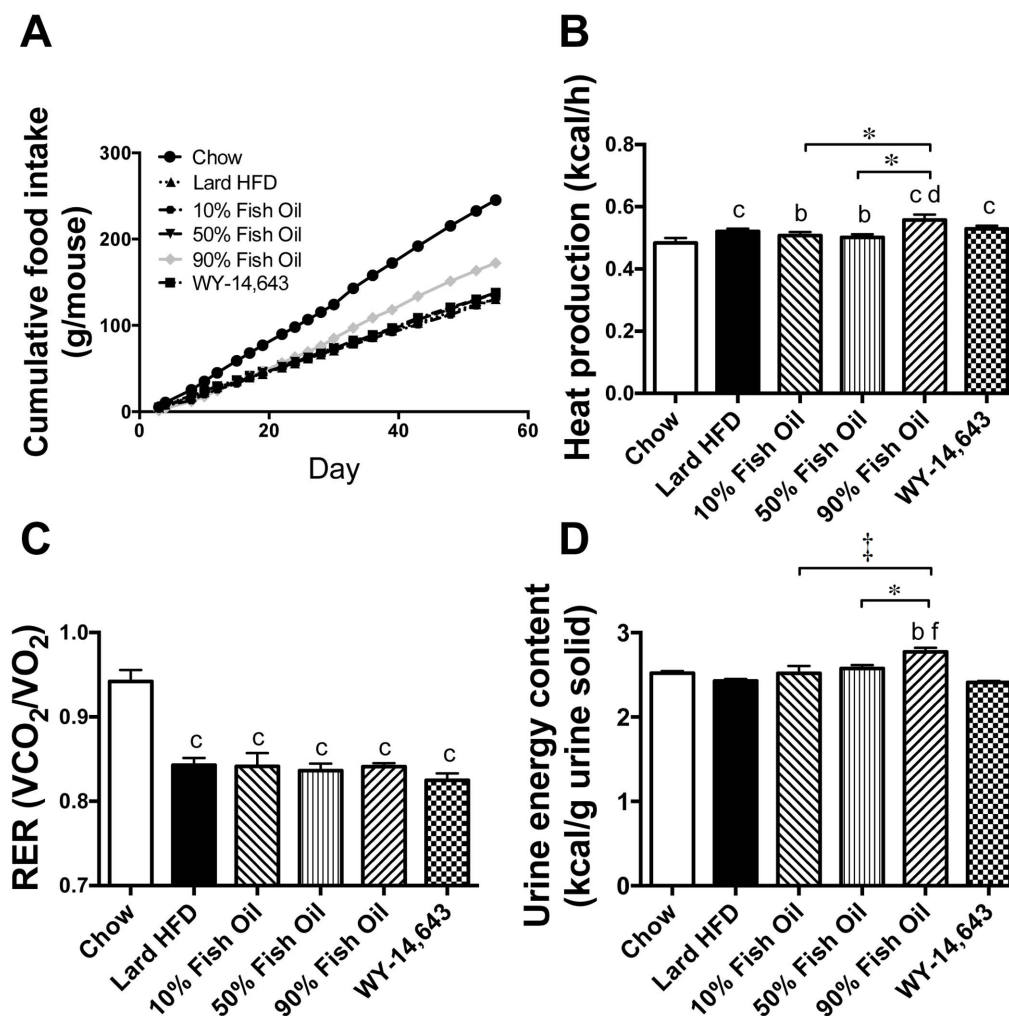 A
Cumulative food intake
(g/mouse)
300
200
100
0
0
20
40
60
Day
Chow
Lard HFD
10% Fish Oil
50% Fish Oil
90% Fish Oil
WY-14,643
B
Heat production (kcal/h)
0.8
0.6
0.4
0.2
0.0
*
*
c
b
b
c d
c
Chow
Lard HFD
10% Fish Oil
50% Fish Oil
90% Fish Oil
WY-14,643
C
RER (VCO₂/VO₂)
1.0
0.9
0.8
0.7
c
c
c
c
c
Chow
Lard HFD
10% Fish Oil
50% Fish Oil
90% Fish Oil
WY-14,643
D
Urine energy content
(kcal/g urine solid)
3
2
1
0
‡
*
b f
Chow
Lard HFD
10% Fish Oil
50% Fish Oil
90% Fish Oil
WY-14,643